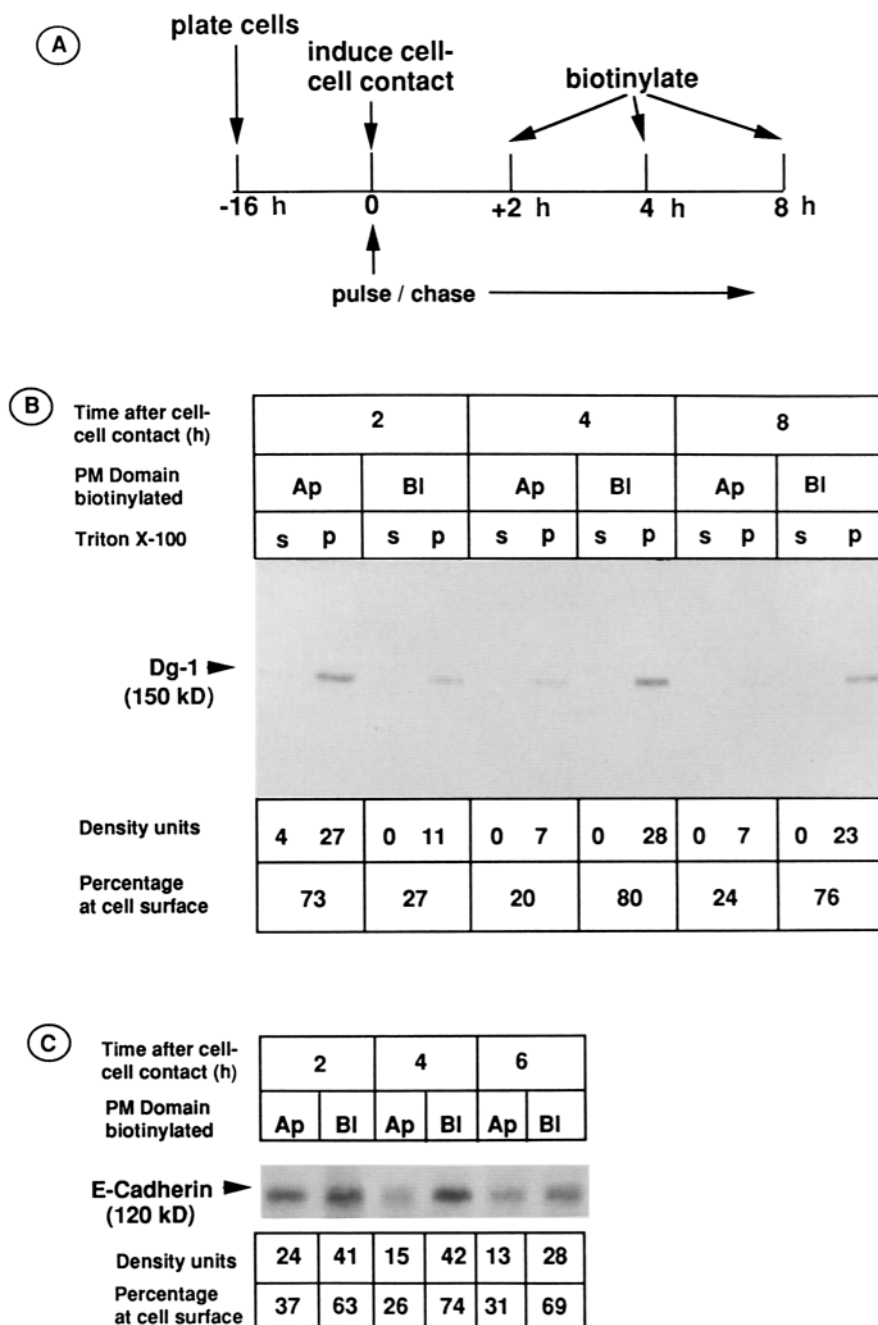 A
plate cells
induce cell-
cell contact
biotinylate
-16 h 0 +2 h 4 h 8 h
pulse / chase
B
Time after cell-
cell contact (h)
2 4 8
PM Domain
biotinylated
Ap Bl Ap Bl Ap Bl
Triton X-100
s p s p s p s p s p s p
Dg-1
(150 kD)
Density units
4 27 0 11 0 7 0 28 0 7 0 23
Percentage
at cell surface
73 27 20 80 24 76
C
Time after cell-
cell contact (h)
2 4 6
PM Domain
biotinylated
Ap Bl Ap Bl Ap Bl
E-Cadherin
(120 kD)
Density units
24 41 15 42 13 28
Percentage
at cell surface
37 63 26 74 31 69